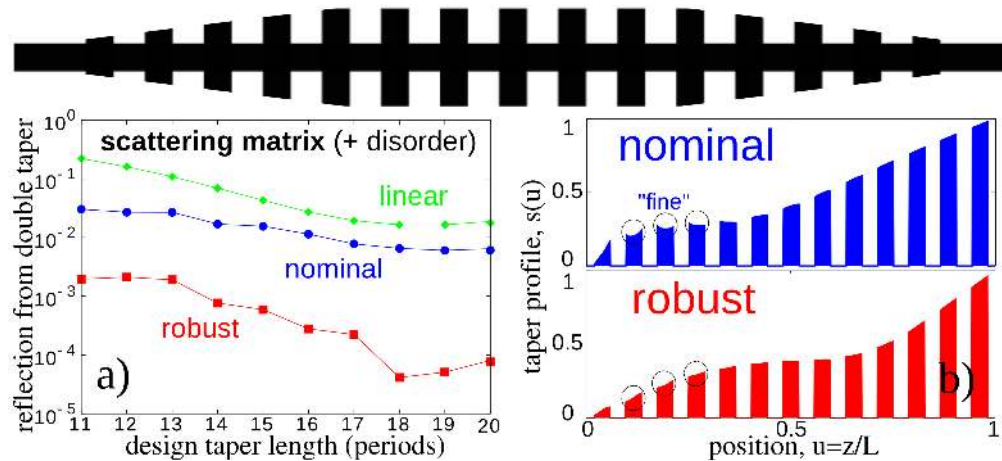 10^0
10^-1
10^-2
10^-3
10^-4
10^-5
reflection from double taper
scattering matrix (+ disorder)
linear
nominal
robust
a)
11 12 13 14 15 16 17 18 19 20
design taper length (periods)
1
0.5
0
nominal
"fine"
taper profile, s(u)
1
0.5
0
robust
b)
0 0.5 1
position, u=z/L